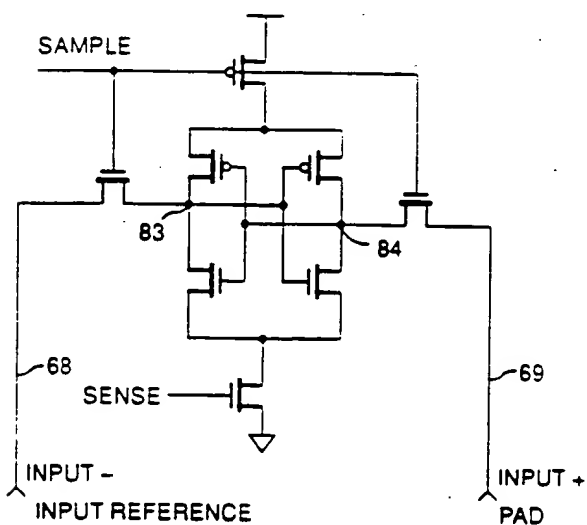 SAMPLE
83
84
68
69
SENSE
INPUT –
INPUT REFERENCE
INPUT +
PAD